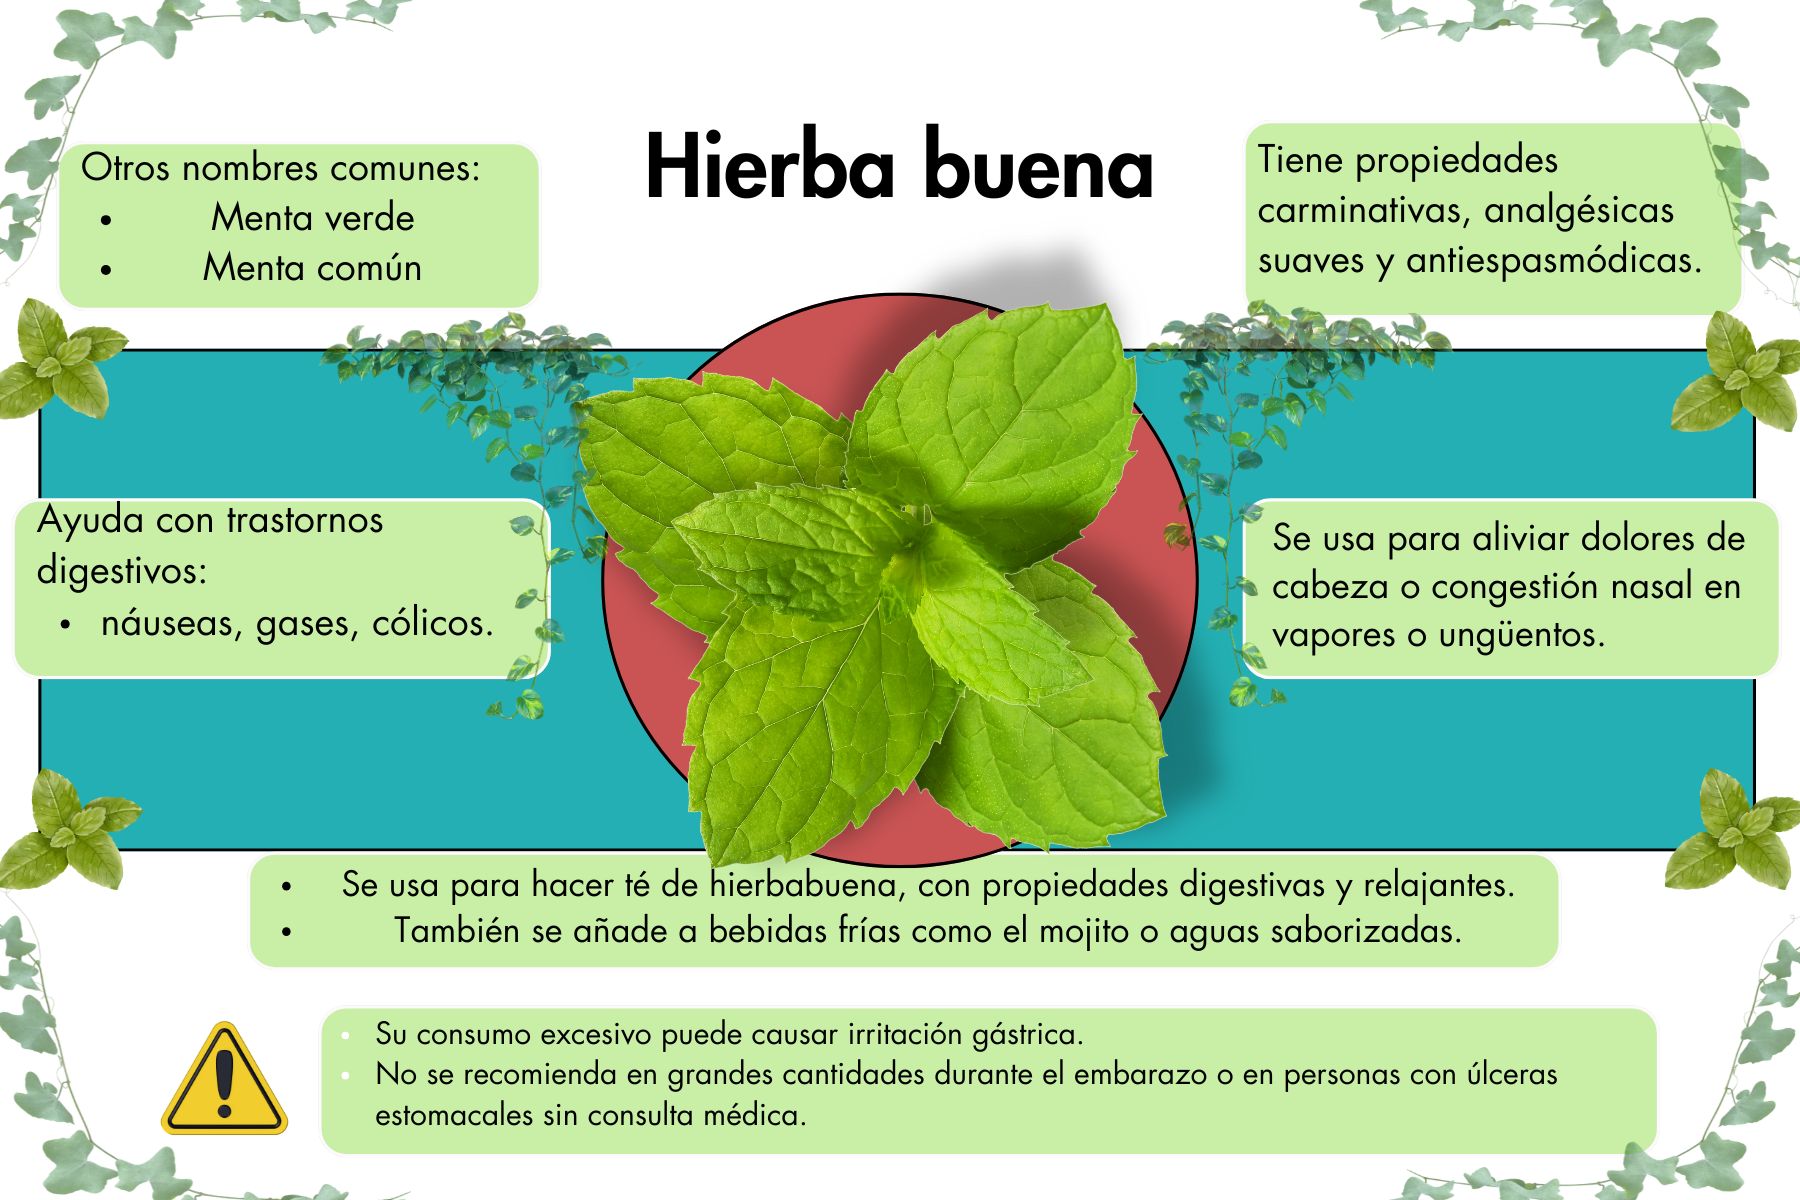 Hierba buena
Otros nombres comunes:
• Menta verde
• Menta común
Tiene propiedades
carminativas, analgésicas
suaves y antiespasmódicas.
Ayuda con trastornos
digestivos:
• náuseas, gases, cólicos.
Se usa para aliviar dolores de
cabeza o congestión nasal en
vapores o ungüentos.
• Se usa para hacer té de hierbabuena, con propiedades digestivas y relajantes.
• También se añade a bebidas frías como el mojito o aguas saborizadas.
• Su consumo excesivo puede causar irritación gástrica.
• No se recomienda en grandes cantidades durante el embarazo o en personas con úlceras
estomacales sin consulta médica.